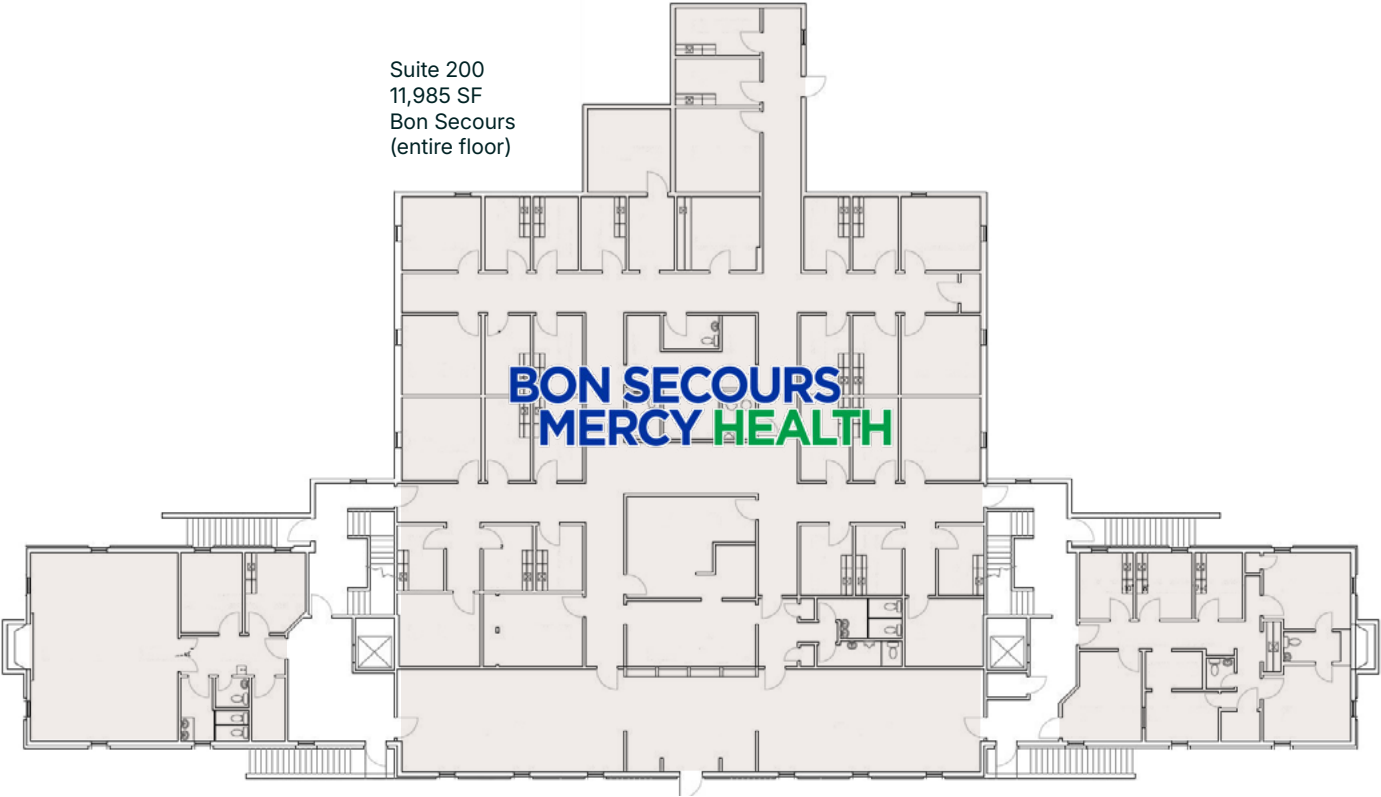 Suite 200
11,985 SF
Bon Secours
(entire floor)
BON SECOURS
MERCY HEALTH